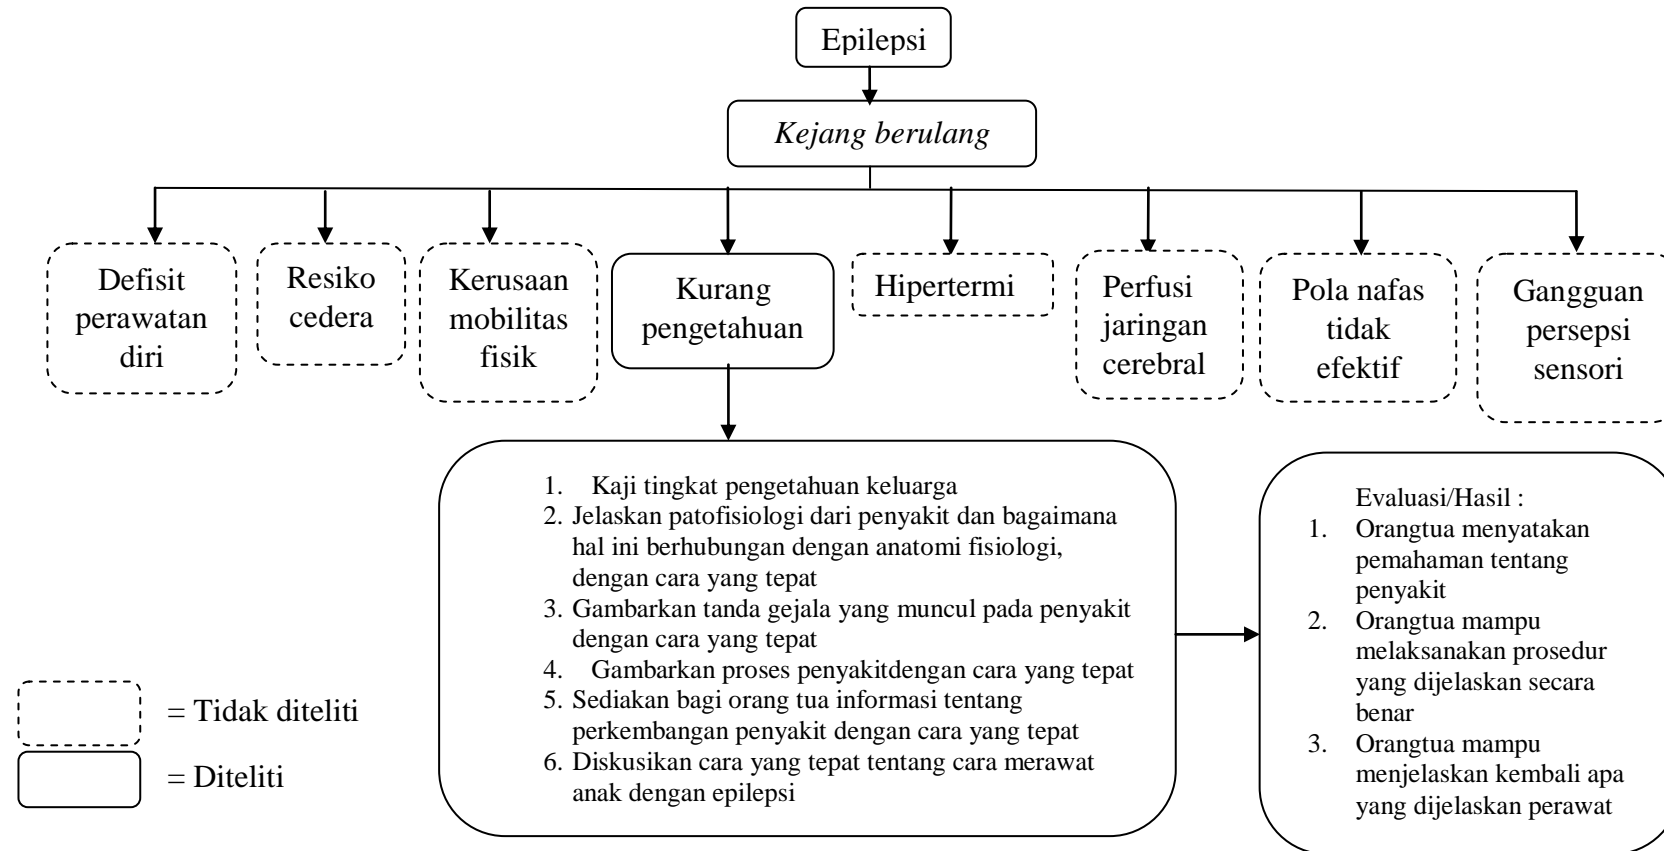 Epilepsi
Kejang berulang
Defisit
perawatan
diri
Resiko
cedera
Kerusaan
mobilitas
fisik
Kurang
pengetahuan
Hipertermi
Perfusi
jaringan
cerebral
Pola nafas
tidak
efektif
Gangguan
persepsi
sensori
1. Kaji tingkat pengetahuan keluarga
2. Jelaskan patofisiologi dari penyakit dan bagaimana
hal ini berhubungan dengan anatomi fisiologi,
dengan cara yang tepat
3. Gambarkan tanda gejala yang muncul pada penyakit
dengan cara yang tepat
4. Gambarkan proses penyakitdengan cara yang tepat
5. Sediakan bagi orang tua informasi tentang
perkembangan penyakit dengan cara yang tepat
6. Diskusikan cara yang tepat tentang cara merawat
anak dengan epilepsi
Evaluasi/Hasil :
1. Orangtua menyatakan
pemahaman tentang
penyakit
2. Orangtua mampu
melaksanakan prosedur
yang dijelaskan secara
benar
3. Orangtua mampu
menjelaskan kembali apa
yang dijelaskan perawat
= Tidak diteliti
= Diteliti